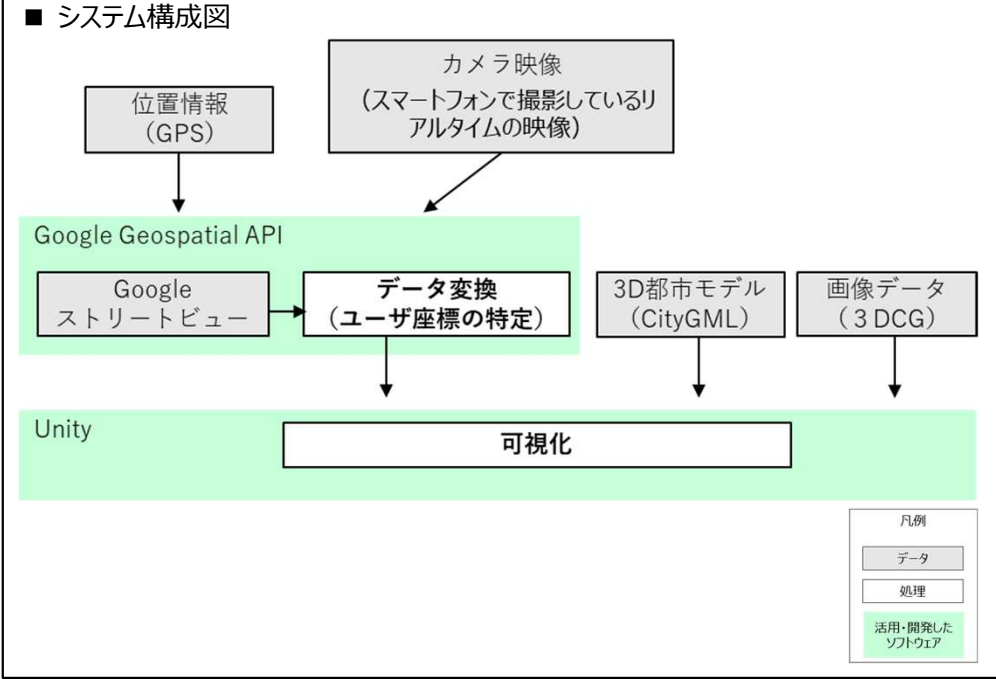 ■ システム構成図
カメラ映像
（スマートフォンで撮影しているリ
アルタイムの映像）
位置情報
（GPS）
Google Geospatial API
Google
ストリートビュー
データ変換
（ユーザ座標の特定）
3D都市モデル
（CityGML）
画像データ
（３DCG）
Unity
可視化
凡例
データ
処理
活用・開発した
ソフトウェア